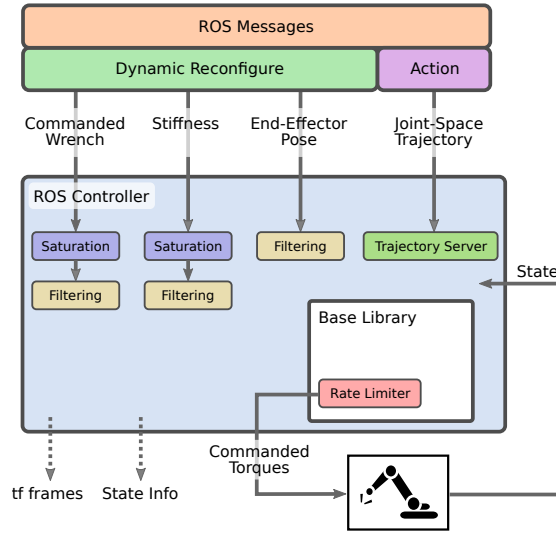 ROS Messages
Dynamic Reconfigure
Action
Commanded
Wrench
Stiffness
End-Effector
Pose
Joint-Space
Trajectory
ROS Controller
Saturation
Saturation
Filtering
Trajectory Server
Filtering
Filtering
State
Base Library
Rate Limiter
Commanded
Torques
tf frames
State Info